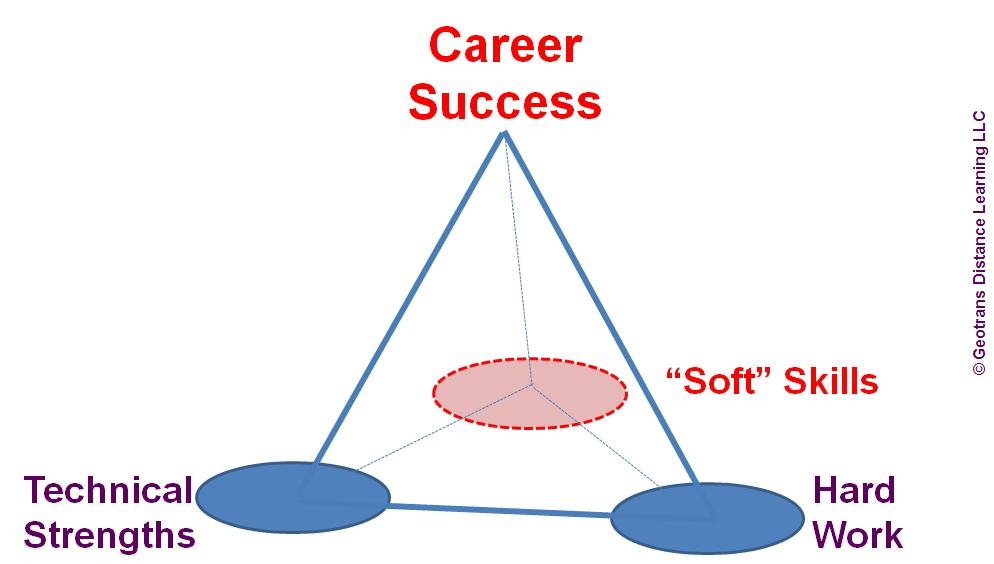 Career
Success
“Soft” Skills
Technical
Strengths
Hard
Work
© Geotrans Distance Learning LLC